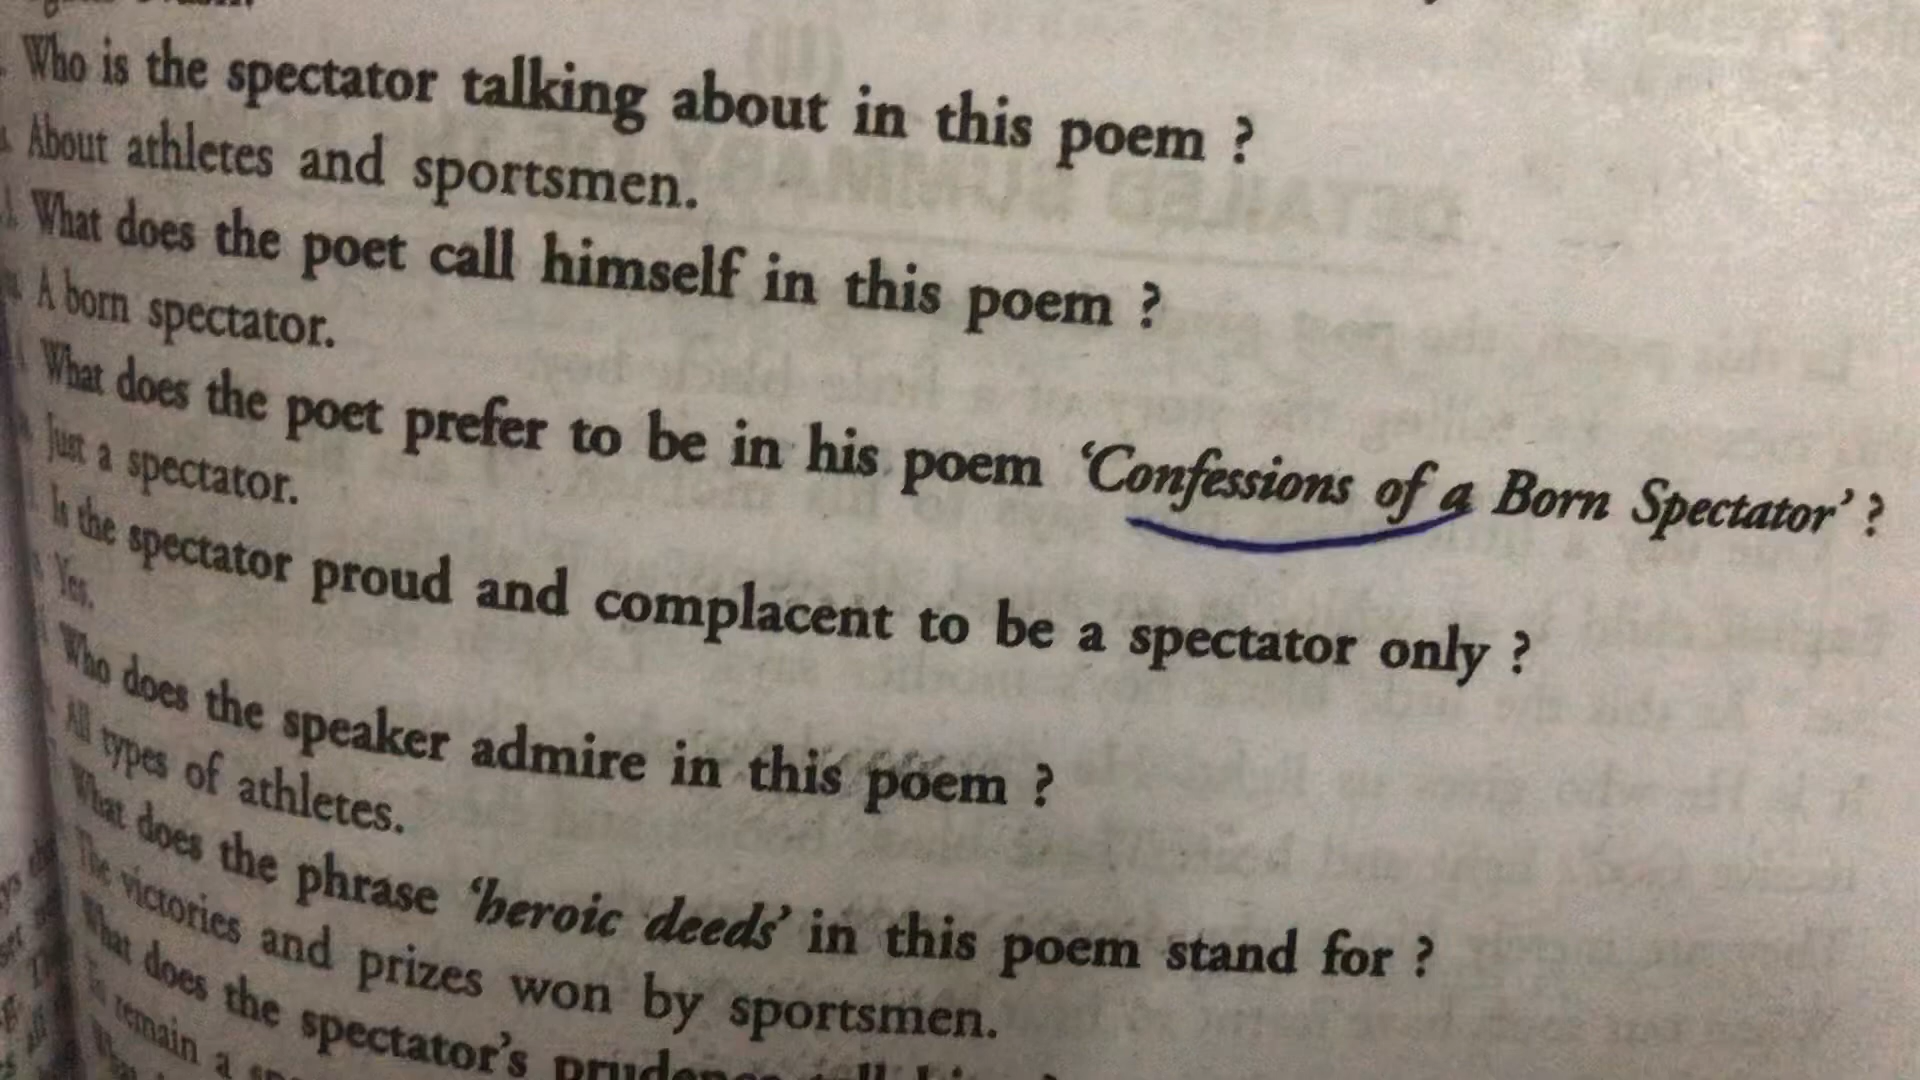 Who is the spectator talking about in this poem ?
About athletes and sportsmen.
What does the poet call himself in this poem ?
A born spectator.
What does the poet prefer to be in his poem ‘Confessions of a Born Spectator’ ?
Just a spectator.
Is the spectator proud and complacent to be a spectator only ?
Yes.
Who does the speaker admire in this poem ?
All types of athletes.
What does the phrase ‘heroic deeds’ in this poem stand for ?
The victories and prizes won by sportsmen.
What does the spectator’s prudence
remain a